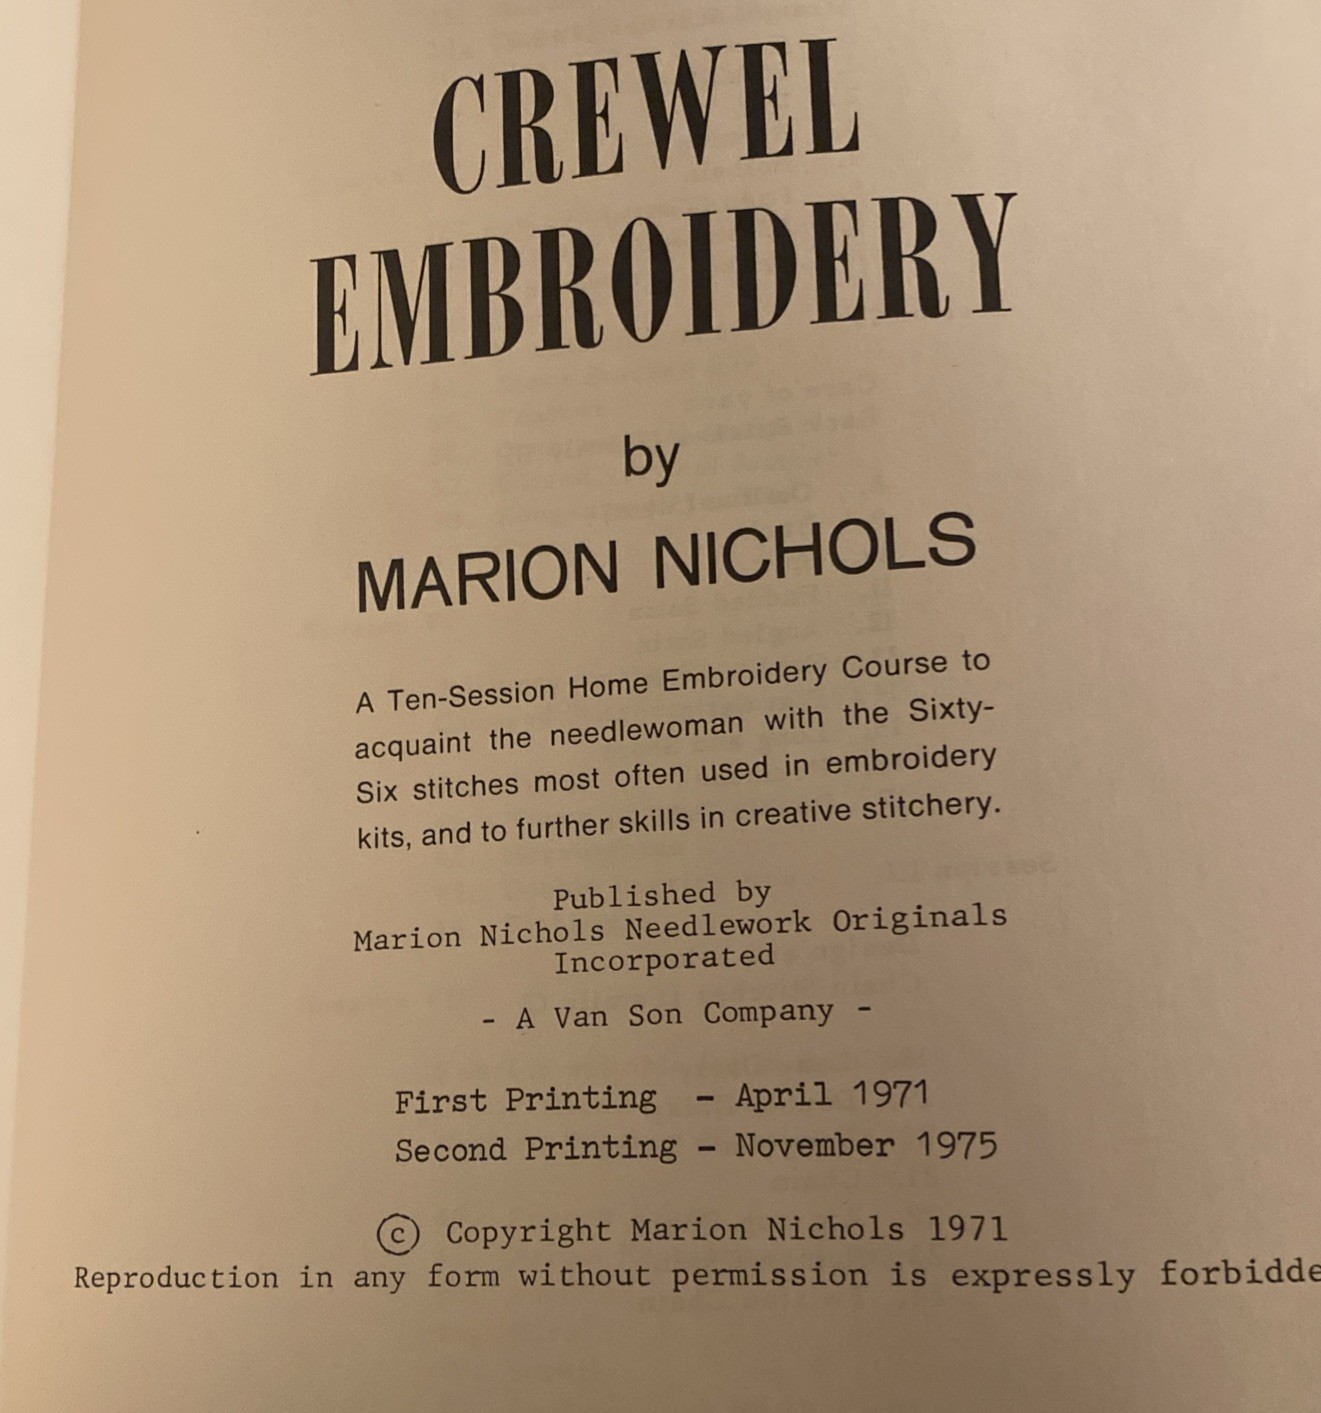 CREWEL
EMBROIDERY
by
MARION NICHOLS
A Ten-Session Home Embroidery Course to
acquaint the needlewoman with the Sixty-
Six stitches most often used in embroidery
kits, and to further skills in creative stitchery.
Published by
Marion Nichols Needlework Originals
Incorporated
- A Van Son Company -
First Printing - April 1971
Second Printing - November 1975
© Copyright Marion Nichols 1971
Reproduction in any form without permission is expressly forbidde